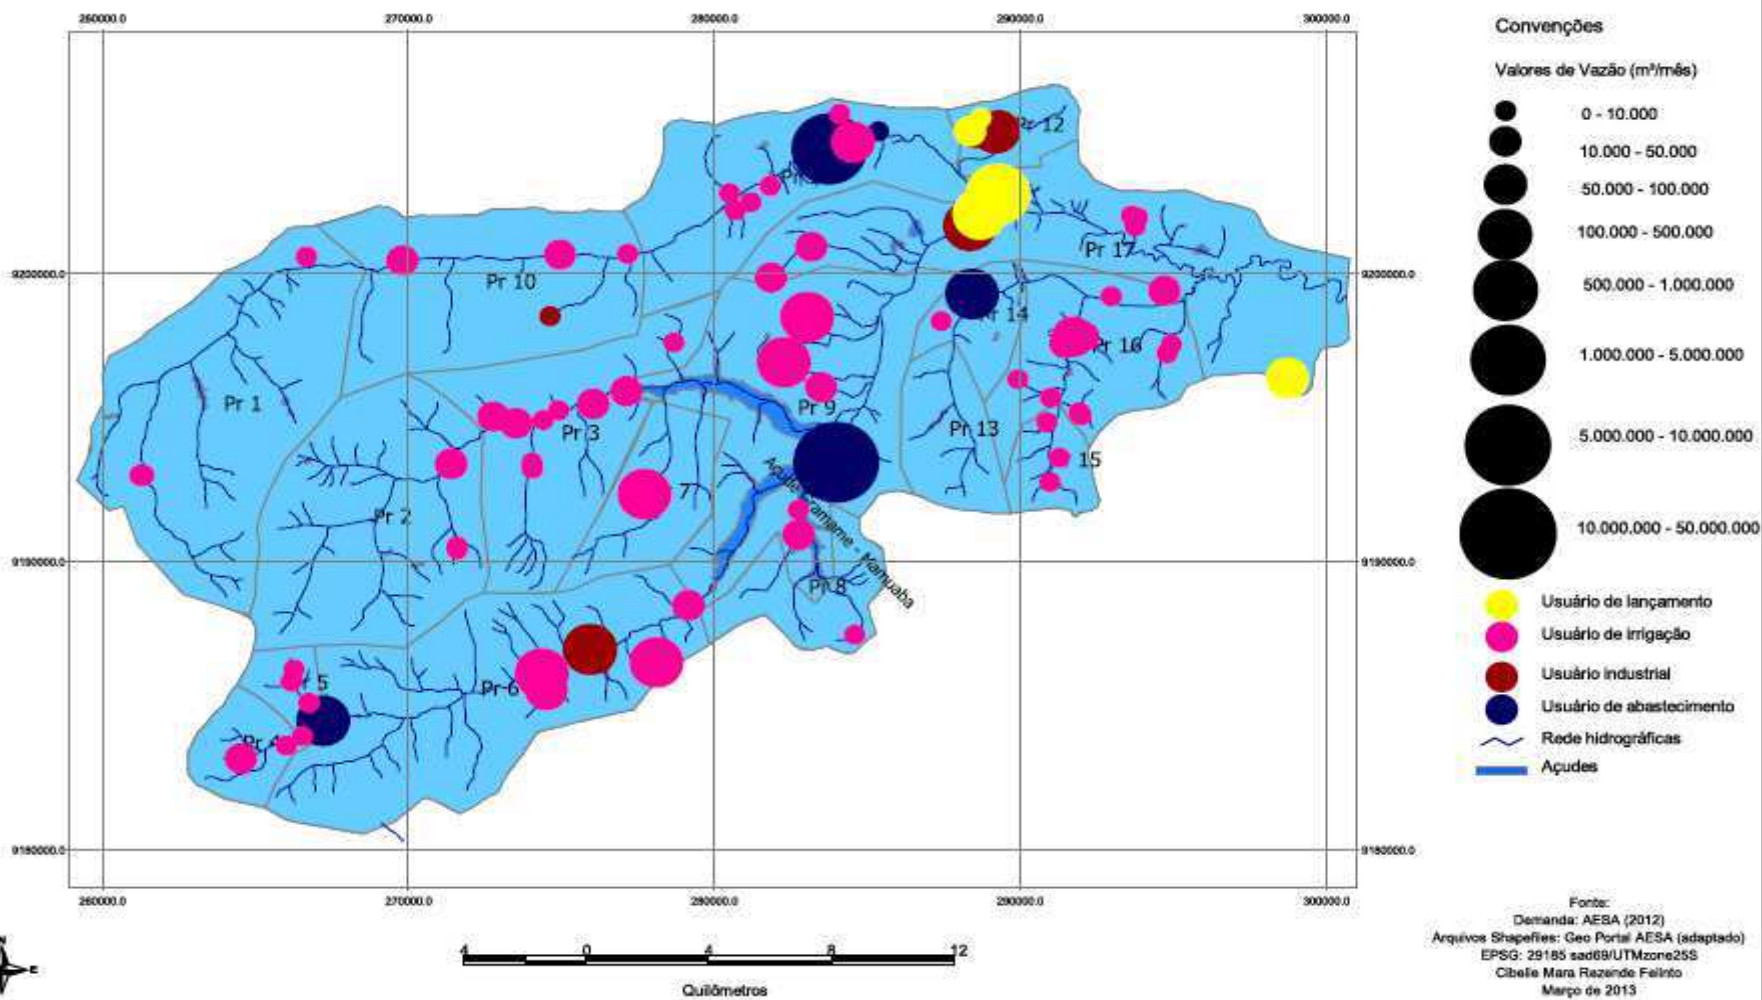 260000.0 270000.0 280000.0 290000.0 300000.0
Convenções
Valores de Vazão (m³/mês)
0 - 10.000
10.000 - 50.000
50.000 - 100.000
100.000 - 500.000
500.000 - 1.000.000
1.000.000 - 5.000.000
5.000.000 - 10.000.000
10.000.000 - 50.000.000
Usuário de lançamento
Usuário de irrigação
Usuário industrial
Usuário de abastecimento
Rede hidrográficas
Açudes
Pr 12
Pr 17
9200000.0 9200000.0
Pr 10
Pr 14
Pr 16
Pr 1
Pr 9
Pr 13
Pr 3
15
7
Pr 2
Açude Gramame - Mamuaba
9190000.0 9190000.0
Pr 8
r 5
Pr 6
Pr 4
9180000.0 9180000.0
260000.0 270000.0 280000.0 290000.0 300000.0
E
4 0 4 8 12
Quilômetros
Fonte:
Demanda: AESA (2012)
Arquivos Shapefiles: Geo Portal AESA (adaptado)
EPSG: 29185 sad69/UTMzone25S
Cibelle Mara Rezende Felinto
Março de 2013